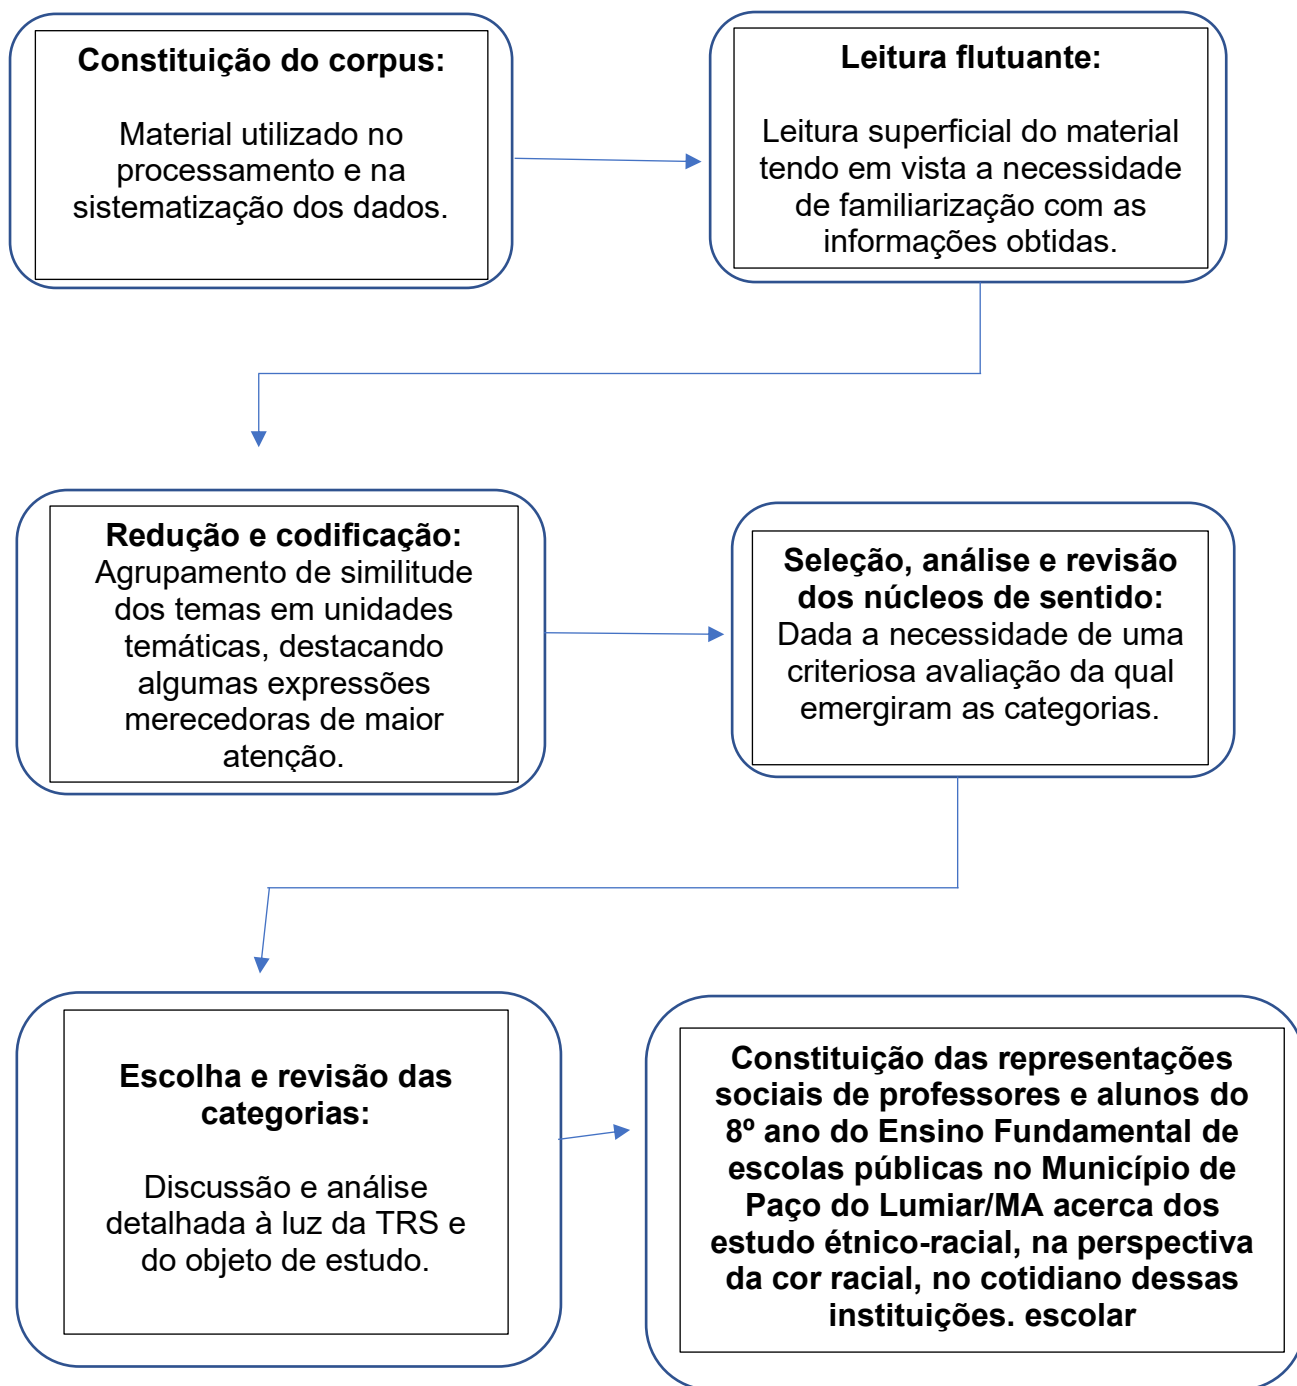 Constituição do corpus:
Material utilizado no
processamento e na
sistematização dos dados.
Leitura flutuante:
Leitura superficial do material
tendo em vista a necessidade
de familiarização com as
informações obtidas.
Redução e codificação:
Agrupamento de similitude
dos temas em unidades
temáticas, destacando
algumas expressões
merecedoras de maior
atenção.
Seleção, análise e revisão
dos núcleos de sentido:
Dada a necessidade de uma
criteriosa avaliação da qual
emergiram as categorias.
Escolha e revisão das
categorias:
Discussão e análise
detalhada à luz da TRS e
do objeto de estudo.
Constituição das representações
sociais de professores e alunos do
8º ano do Ensino Fundamental de
escolas públicas no Município de
Paço do Lumiar/MA acerca dos
estudo étnico-racial, na perspectiva
da cor racial, no cotidiano dessas
instituições. escolar